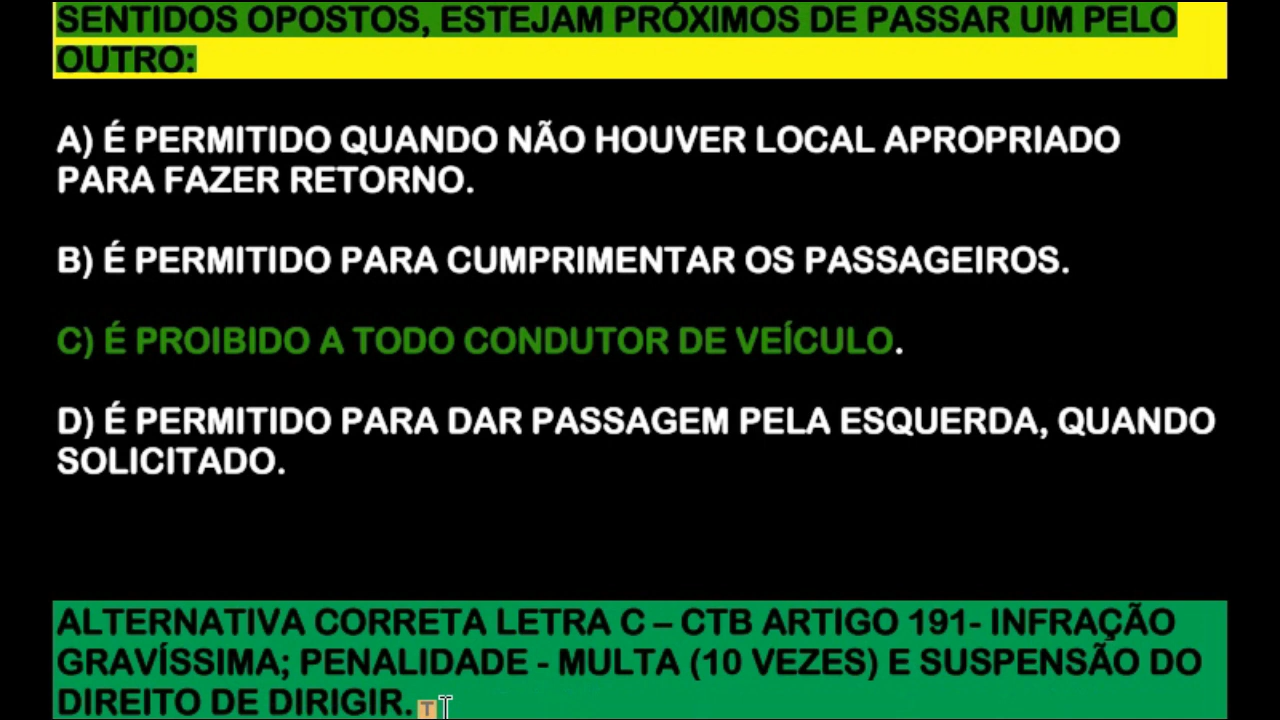 SENTIDOS OPOSTOS, ESTEJAM PRÓXIMOS DE PASSAR UM PELO
OUTRO:
A) É PERMITIDO QUANDO NÃO HOUVER LOCAL APROPRIADO
PARA FAZER RETORNO.
B) É PERMITIDO PARA CUMPRIMENTAR OS PASSAGEIROS.
C) É PROIBIDO A TODO CONDUTOR DE VEÍCULO.
D) É PERMITIDO PARA DAR PASSAGEM PELA ESQUERDA, QUANDO
SOLICITADO.
ALTERNATIVA CORRETA LETRA C – CTB ARTIGO 191- INFRAÇÃO
GRAVÍSSIMA; PENALIDADE - MULTA (10 VEZES) E SUSPENSÃO DO
DIREITO DE DIRIGIR. T